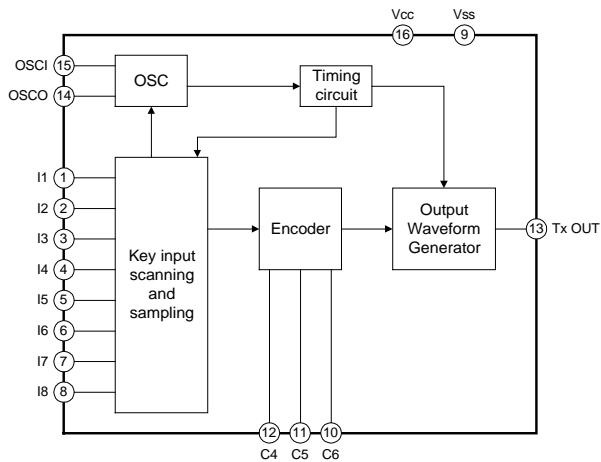 Vcc
Vss
16
9
OSCI 15
OSC
Timing
circuit
OSCO 14
I1 1
I2 2
I3 3
I4 4
I5 5
I6 6
I7 7
I8 8
Key input
scanning
and
sampling
Encoder
Output
Waveform
Generator
13 Tx OUT
12
11
10
C4
C5
C6